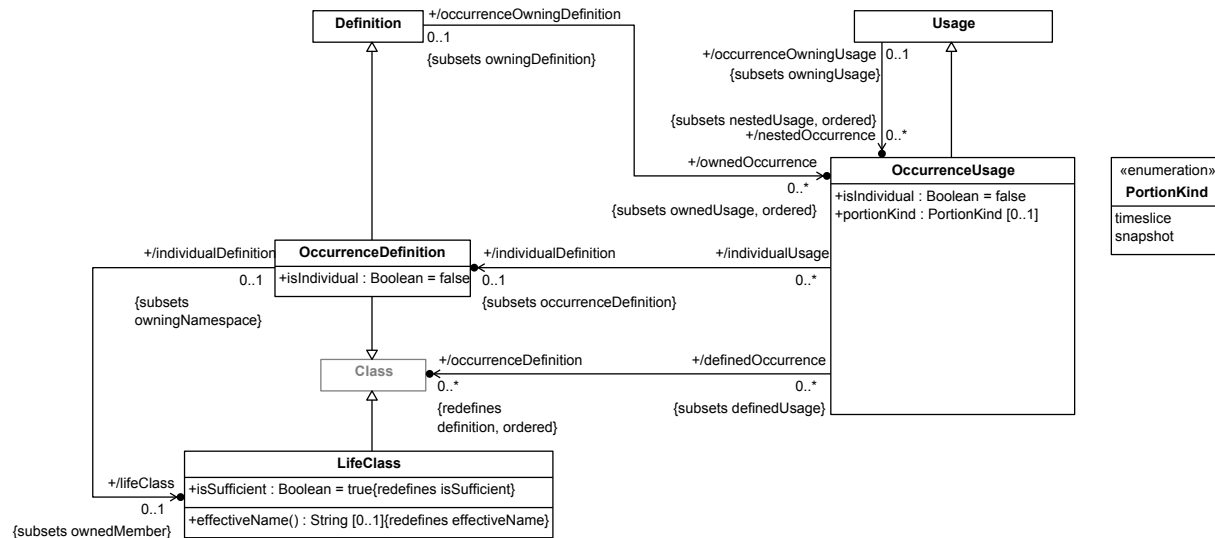 Definition
+/occurrenceOwningDefinition
0..1
{subsets owningDefinition}
Usage
+/occurrenceOwningUsage
0..1
{subsets owningUsage}
{subsets nestedUsage, ordered}
+/nestedOccurrence
0..*
+/ownedOccurrence
0..*
{subsets ownedUsage, ordered}
OccurrenceUsage
+isIndividual : Boolean = false
+portionKind : PortionKind [0..1]
«enumeration»
PortionKind
timeslice
snapshot
+/individualDefinition
0..1
{subsets
owningNamespace}
OccurrenceDefinition
+isIndividual : Boolean = false
+/individualDefinition
0..1
{subsets occurrenceDefinition}
+/individualUsage
0..*
Class
+/occurrenceDefinition
0..*
{redefines
definition, ordered}
+/definedOccurrence
0..*
{subsets definedUsage}
LifeClass
+isSufficient : Boolean = true{redefines isSufficient}
+effectiveName() : String [0..1]{redefines effectiveName}
+/lifeClass
0..1
{subsets ownedMember}